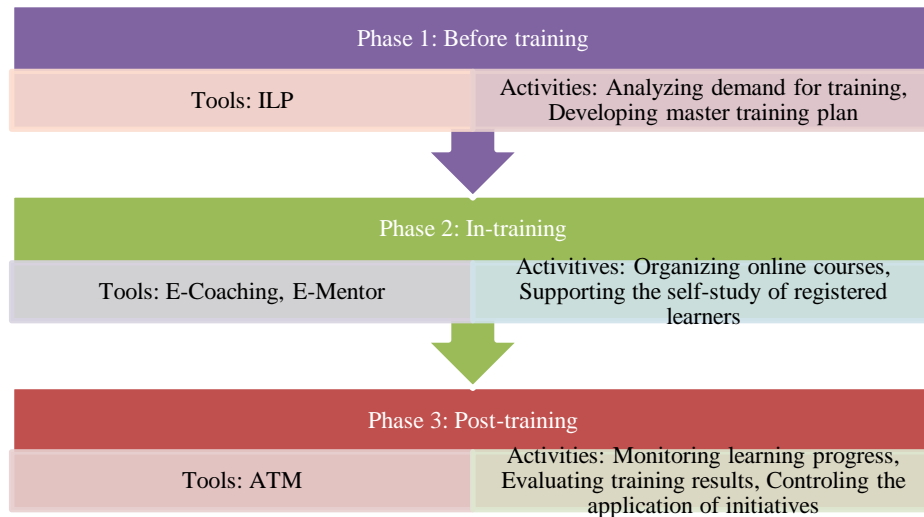 Phase 1: Before training
Tools: ILP
Activities: Analyzing demand for training,
Developing master training plan
Phase 2: In-training
Tools: E-Coaching, E-Mentor
Activitives: Organizing online courses,
Supporting the self-study of registered
learners
Phase 3: Post-training
Tools: ATM
Activities: Monitoring learning progress,
Evaluating training results, Controling the
application of initiatives